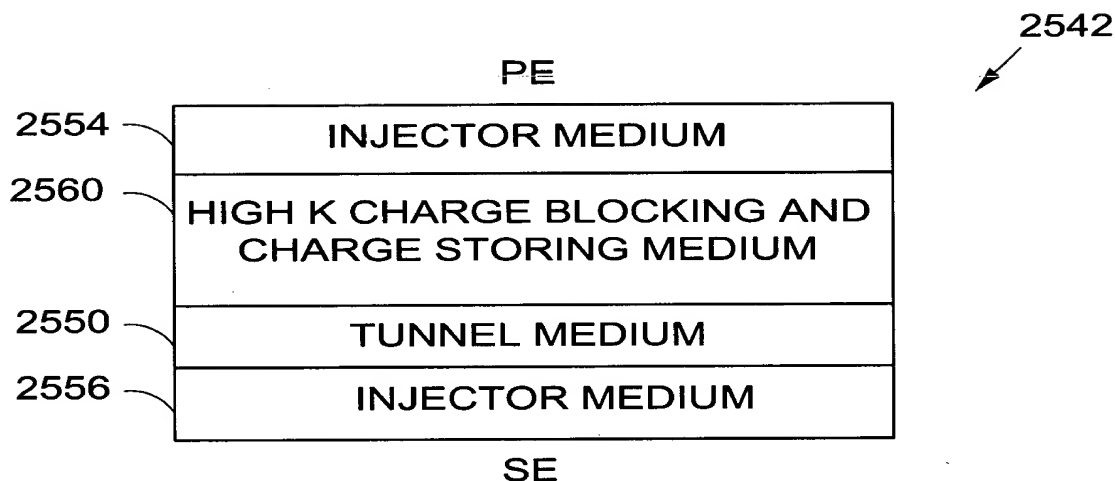 2542
PE
2554
INJECTOR MEDIUM
2560
HIGH K CHARGE BLOCKING AND
CHARGE STORING MEDIUM
2550
TUNNEL MEDIUM
2556
INJECTOR MEDIUM
SE